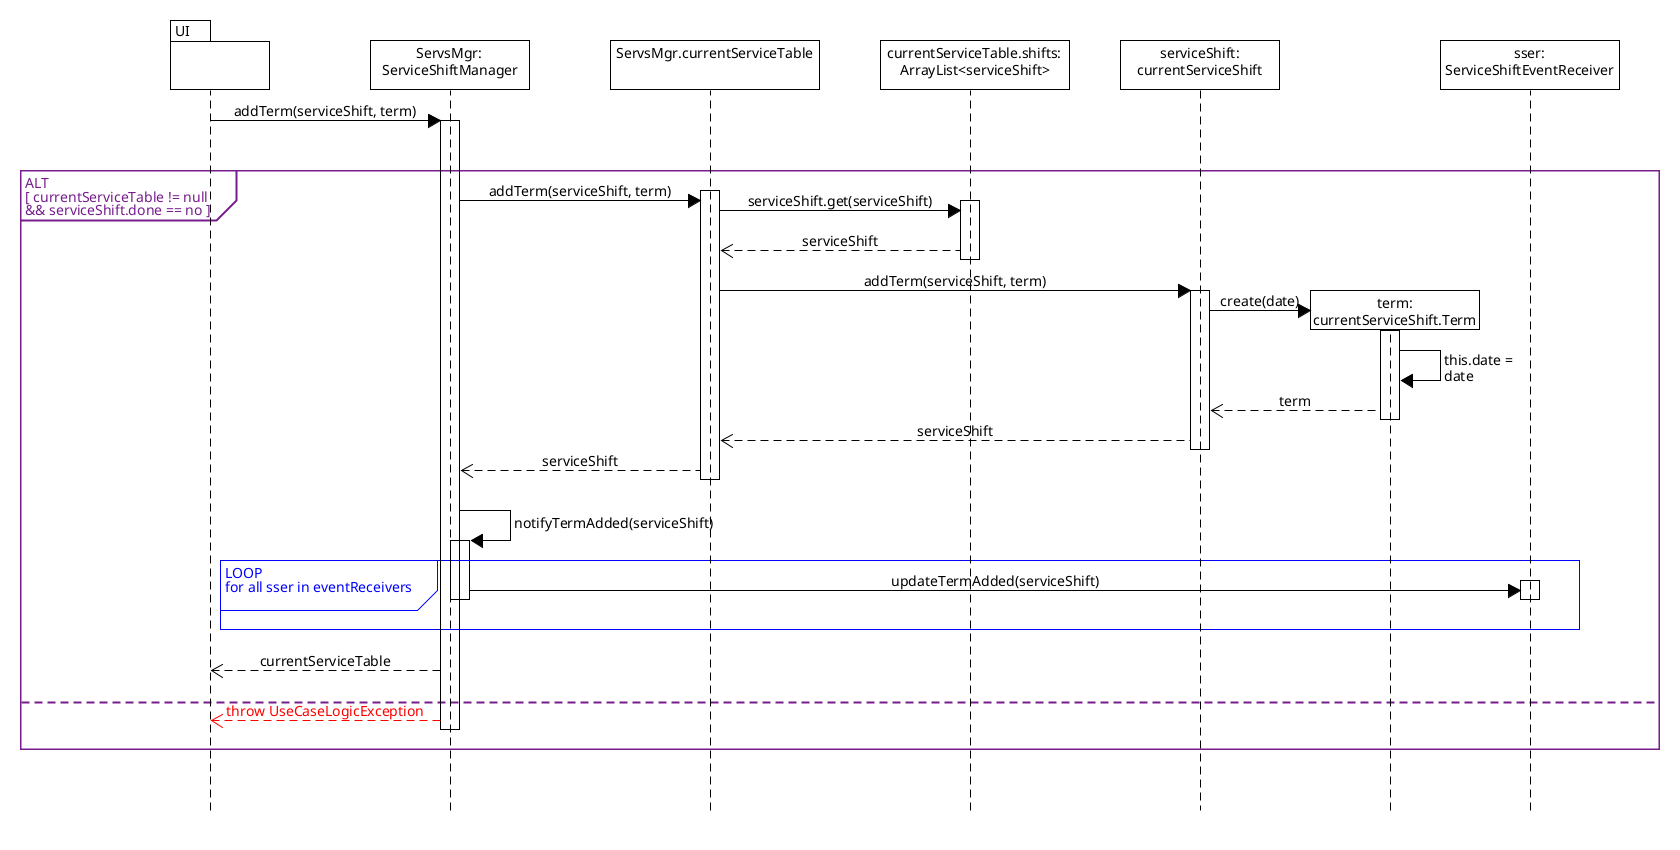 UI
ServsMgr:
ServiceShiftManager
ServsMgr.currentServiceTable
currentServiceTable.shifts:
ArrayList<serviceShift>
serviceShift:
currentServiceShift
sser:
ServiceShiftEventReceiver
addTerm(serviceShift, term)
ALT
[ currentServiceTable != null
&& serviceShift.done == no ]
addTerm(serviceShift, term)
serviceShift.get(serviceShift)
serviceShift
addTerm(serviceShift, term)
create(date)
term:
currentServiceShift.Term
this.date =
date
term
serviceShift
serviceShift
notifyTermAdded(serviceShift)
LOOP
for all sser in eventReceivers
updateTermAdded(serviceShift)
currentServiceTable
throw UseCaseLogicException